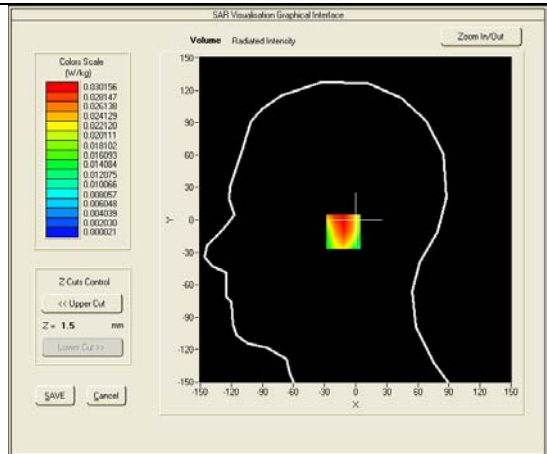 SAR Visualisation Graphical Interface
Volume Radiated Intensity
Zoom In/Out
Colors Scale
(W/kg)
0.030156
0.028147
0.026138
0.024129
0.022120
0.020111
0.018102
0.016093
0.014084
0.012075
0.010066
0.008057
0.006048
0.004039
0.002030
0.000021
Z Cuts Control
<< Upper Cut
Z = 1.5 mm
Lower Cut >>
SAVE
Cancel
150-
120-
90-
60-
30-
0-
-30-
-60-
-90-
-120-
-150-
Y
-150 -120 -90 -60 -30 0 30 60 90 120 150
X